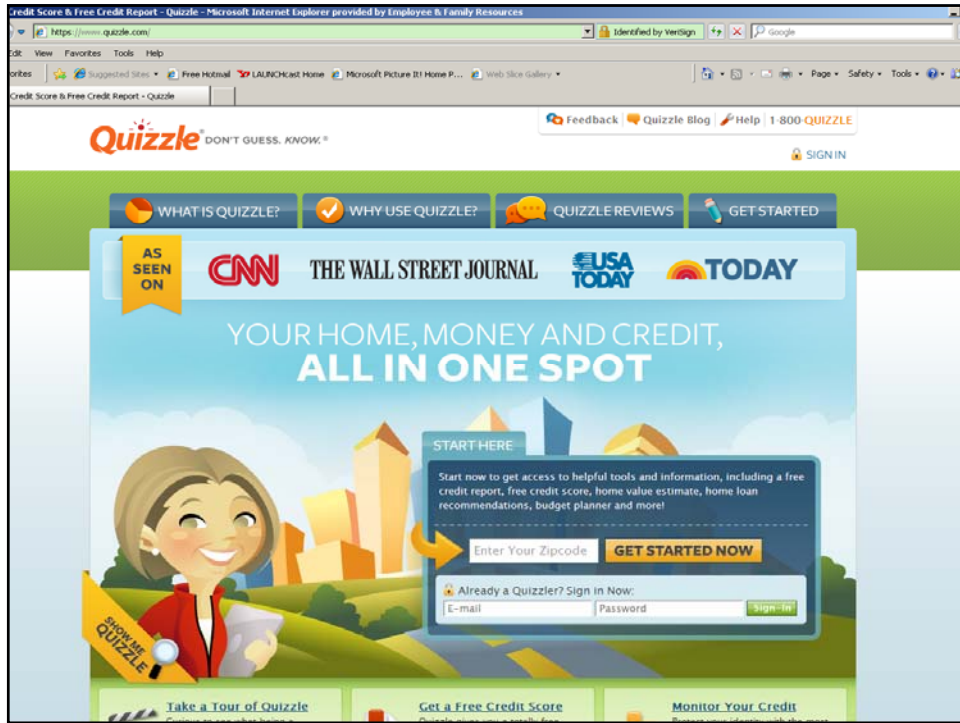 Credit Score & Free Credit Report - Quizzle - Microsoft Internet Explorer provided by Employee & Family Resources
https://www.quizzle.com/ Identified by VeriSign Google
Edit View Favorites Tools Help
orites Suggested Sites Free Hotmail LAUNCHcast Home Microsoft Picture It! Home P... Web Slice Gallery Page Safety Tools
Credit Score & Free Credit Report - Quizzle
Feedback Quizzle Blog Help 1-800-QUIZZLE
Quizzle® DON'T GUESS. KNOW.®
SIGN IN
WHAT IS QUIZZLE? WHY USE QUIZZLE? QUIZZLE REVIEWS GET STARTED
AS
SEEN
ON
CNN THE WALL STREET JOURNAL USA TODAY TODAY
YOUR HOME, MONEY AND CREDIT,
ALL IN ONE SPOT
START HERE
Start now to get access to helpful tools and information, including a free
credit report, free credit score, home value estimate, home loan
recommendations, budget planner and more!
Enter Your Zipcode GET STARTED NOW
Already a Quizzler? Sign in Now:
E-mail Password Sign-In
SHOW ME
QUIZZLE
Take a Tour of Quizzle Get a Free Credit Score Monitor Your Credit